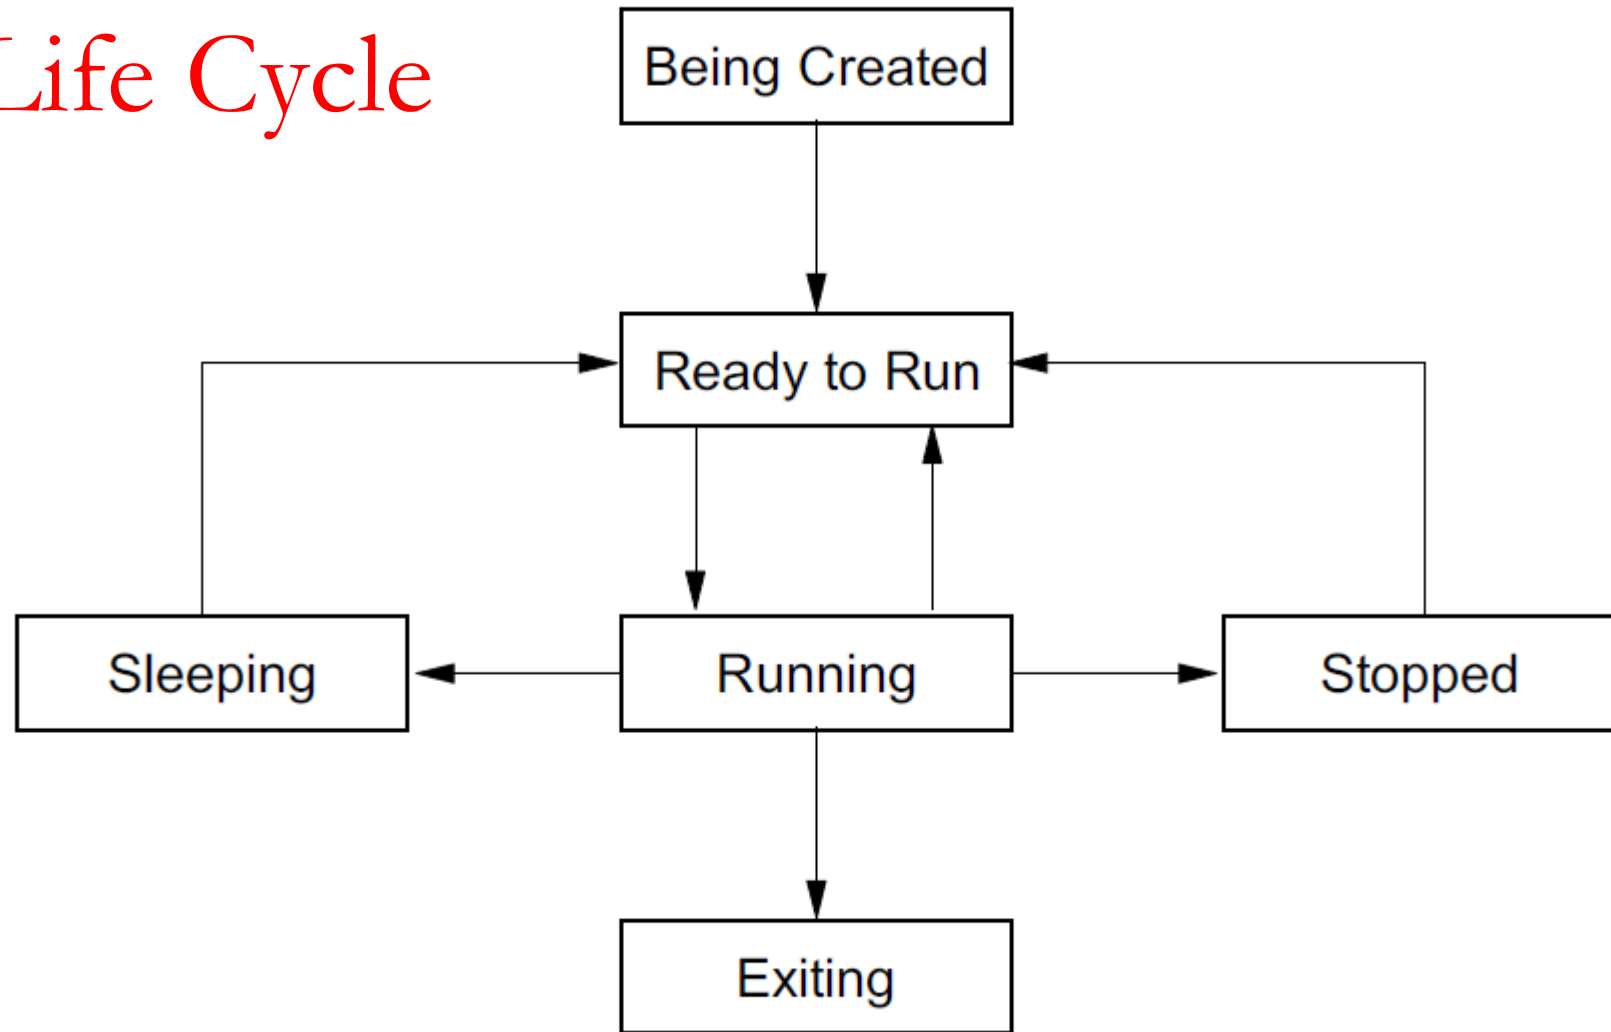 Life Cycle
Being Created
Ready to Run
Sleeping
Running
Stopped
Exiting